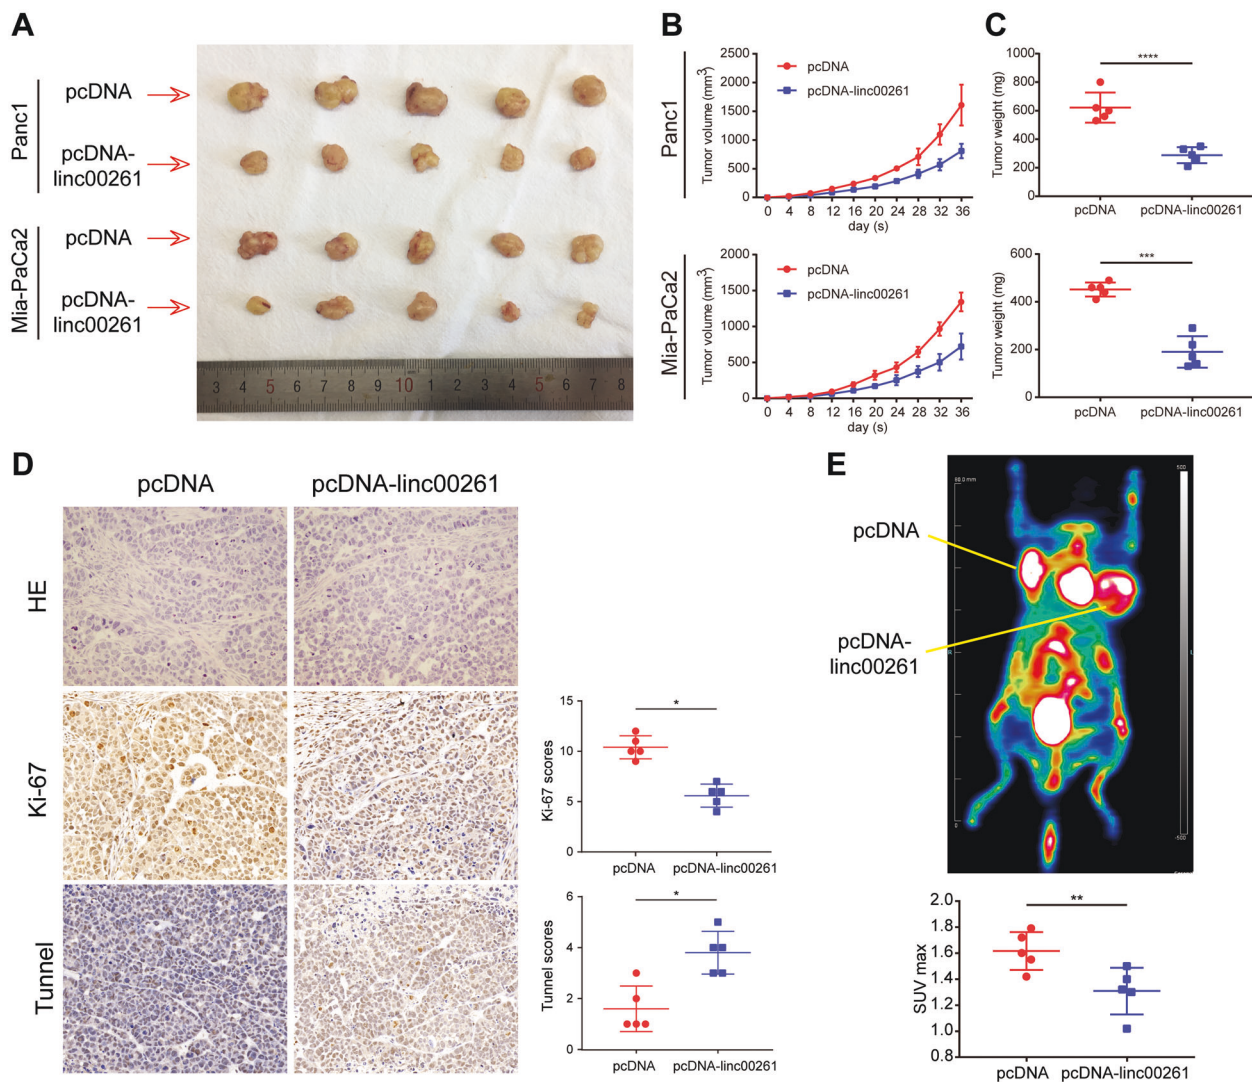 A
Panc1
pcDNA
pcDNA-
linc00261
Mia-PaCa2
pcDNA
pcDNA-
linc00261
3 4 5 6 7 8 9 10 1 2 3 4 5 6 7 8
B
Panc1
Tumor volume (mm3)
2500
2000
1500
1000
500
0
pcDNA
pcDNA-linc00261
0 4 8 12 16 20 24 28 32 36
day (s)
Mia-PaCa2
Tumor volume (mm3)
2000
1500
1000
500
0
pcDNA
pcDNA-linc00261
0 4 8 12 16 20 24 28 32 36
day (s)
C
Tumor weight (mg)
1000
800
600
400
200
0
****
pcDNA pcDNA-linc00261
Tumor weight (mg)
600
400
200
0
***
pcDNA pcDNA-linc00261
D
pcDNA pcDNA-linc00261
HE
Ki-67
Tunnel
Ki-67 scores
15
10
5
0
*
pcDNA pcDNA-linc00261
Tunnel scores
6
4
2
0
*
pcDNA pcDNA-linc00261
E
pcDNA
pcDNA-
linc00261
500
-500
0
R
L
SUV max
2.0
1.8
1.6
1.4
1.2
1.0
0.8
**
pcDNA pcDNA-linc00261